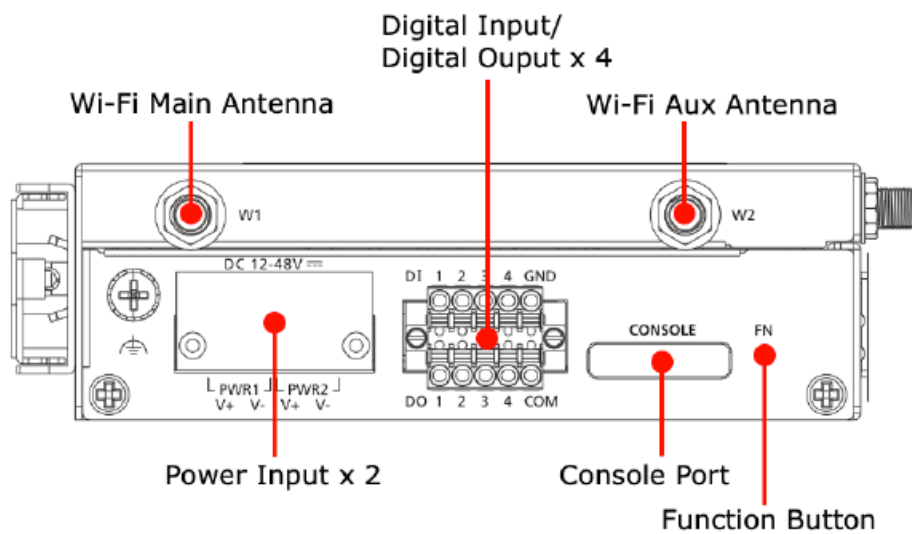 Digital Input/
Digital Ouput x 4
Wi-Fi Main Antenna
Wi-Fi Aux Antenna
W1
W2
DC 12-48V ⎓
DI 1 2 3 4 GND
CONSOLE
FN
PWR1 PWR2
V+ V- V+ V-
DO 1 2 3 4 COM
Power Input x 2
Console Port
Function Button